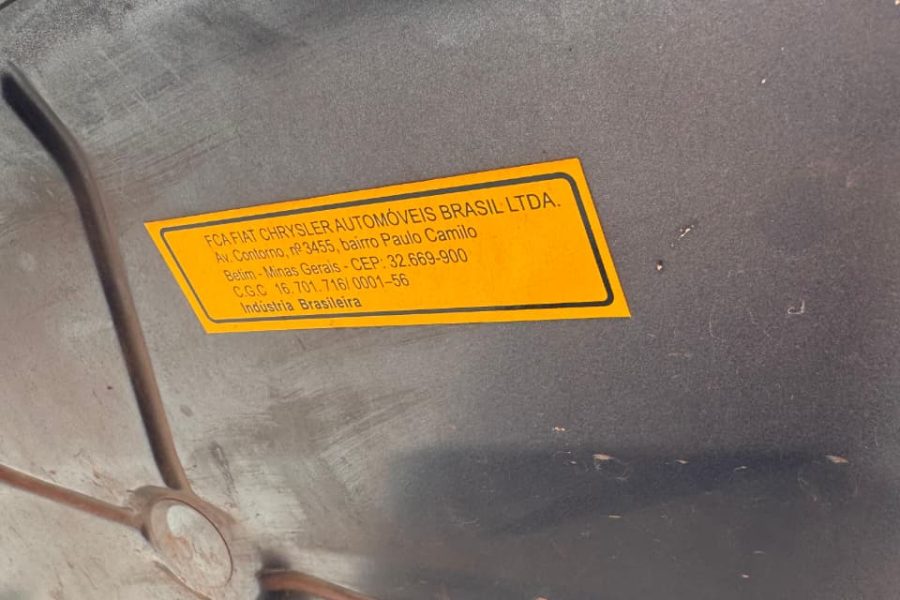 FCA FIAT CHRYSLER AUTOMÓVEIS BRASIL LTDA.
Av. Contorno, nº 3455, bairro Paulo Camilo
Betim - Minas Gerais - CEP: 32.669-900
C.G.C 16.701.716/0001-56
Indústria Brasileira